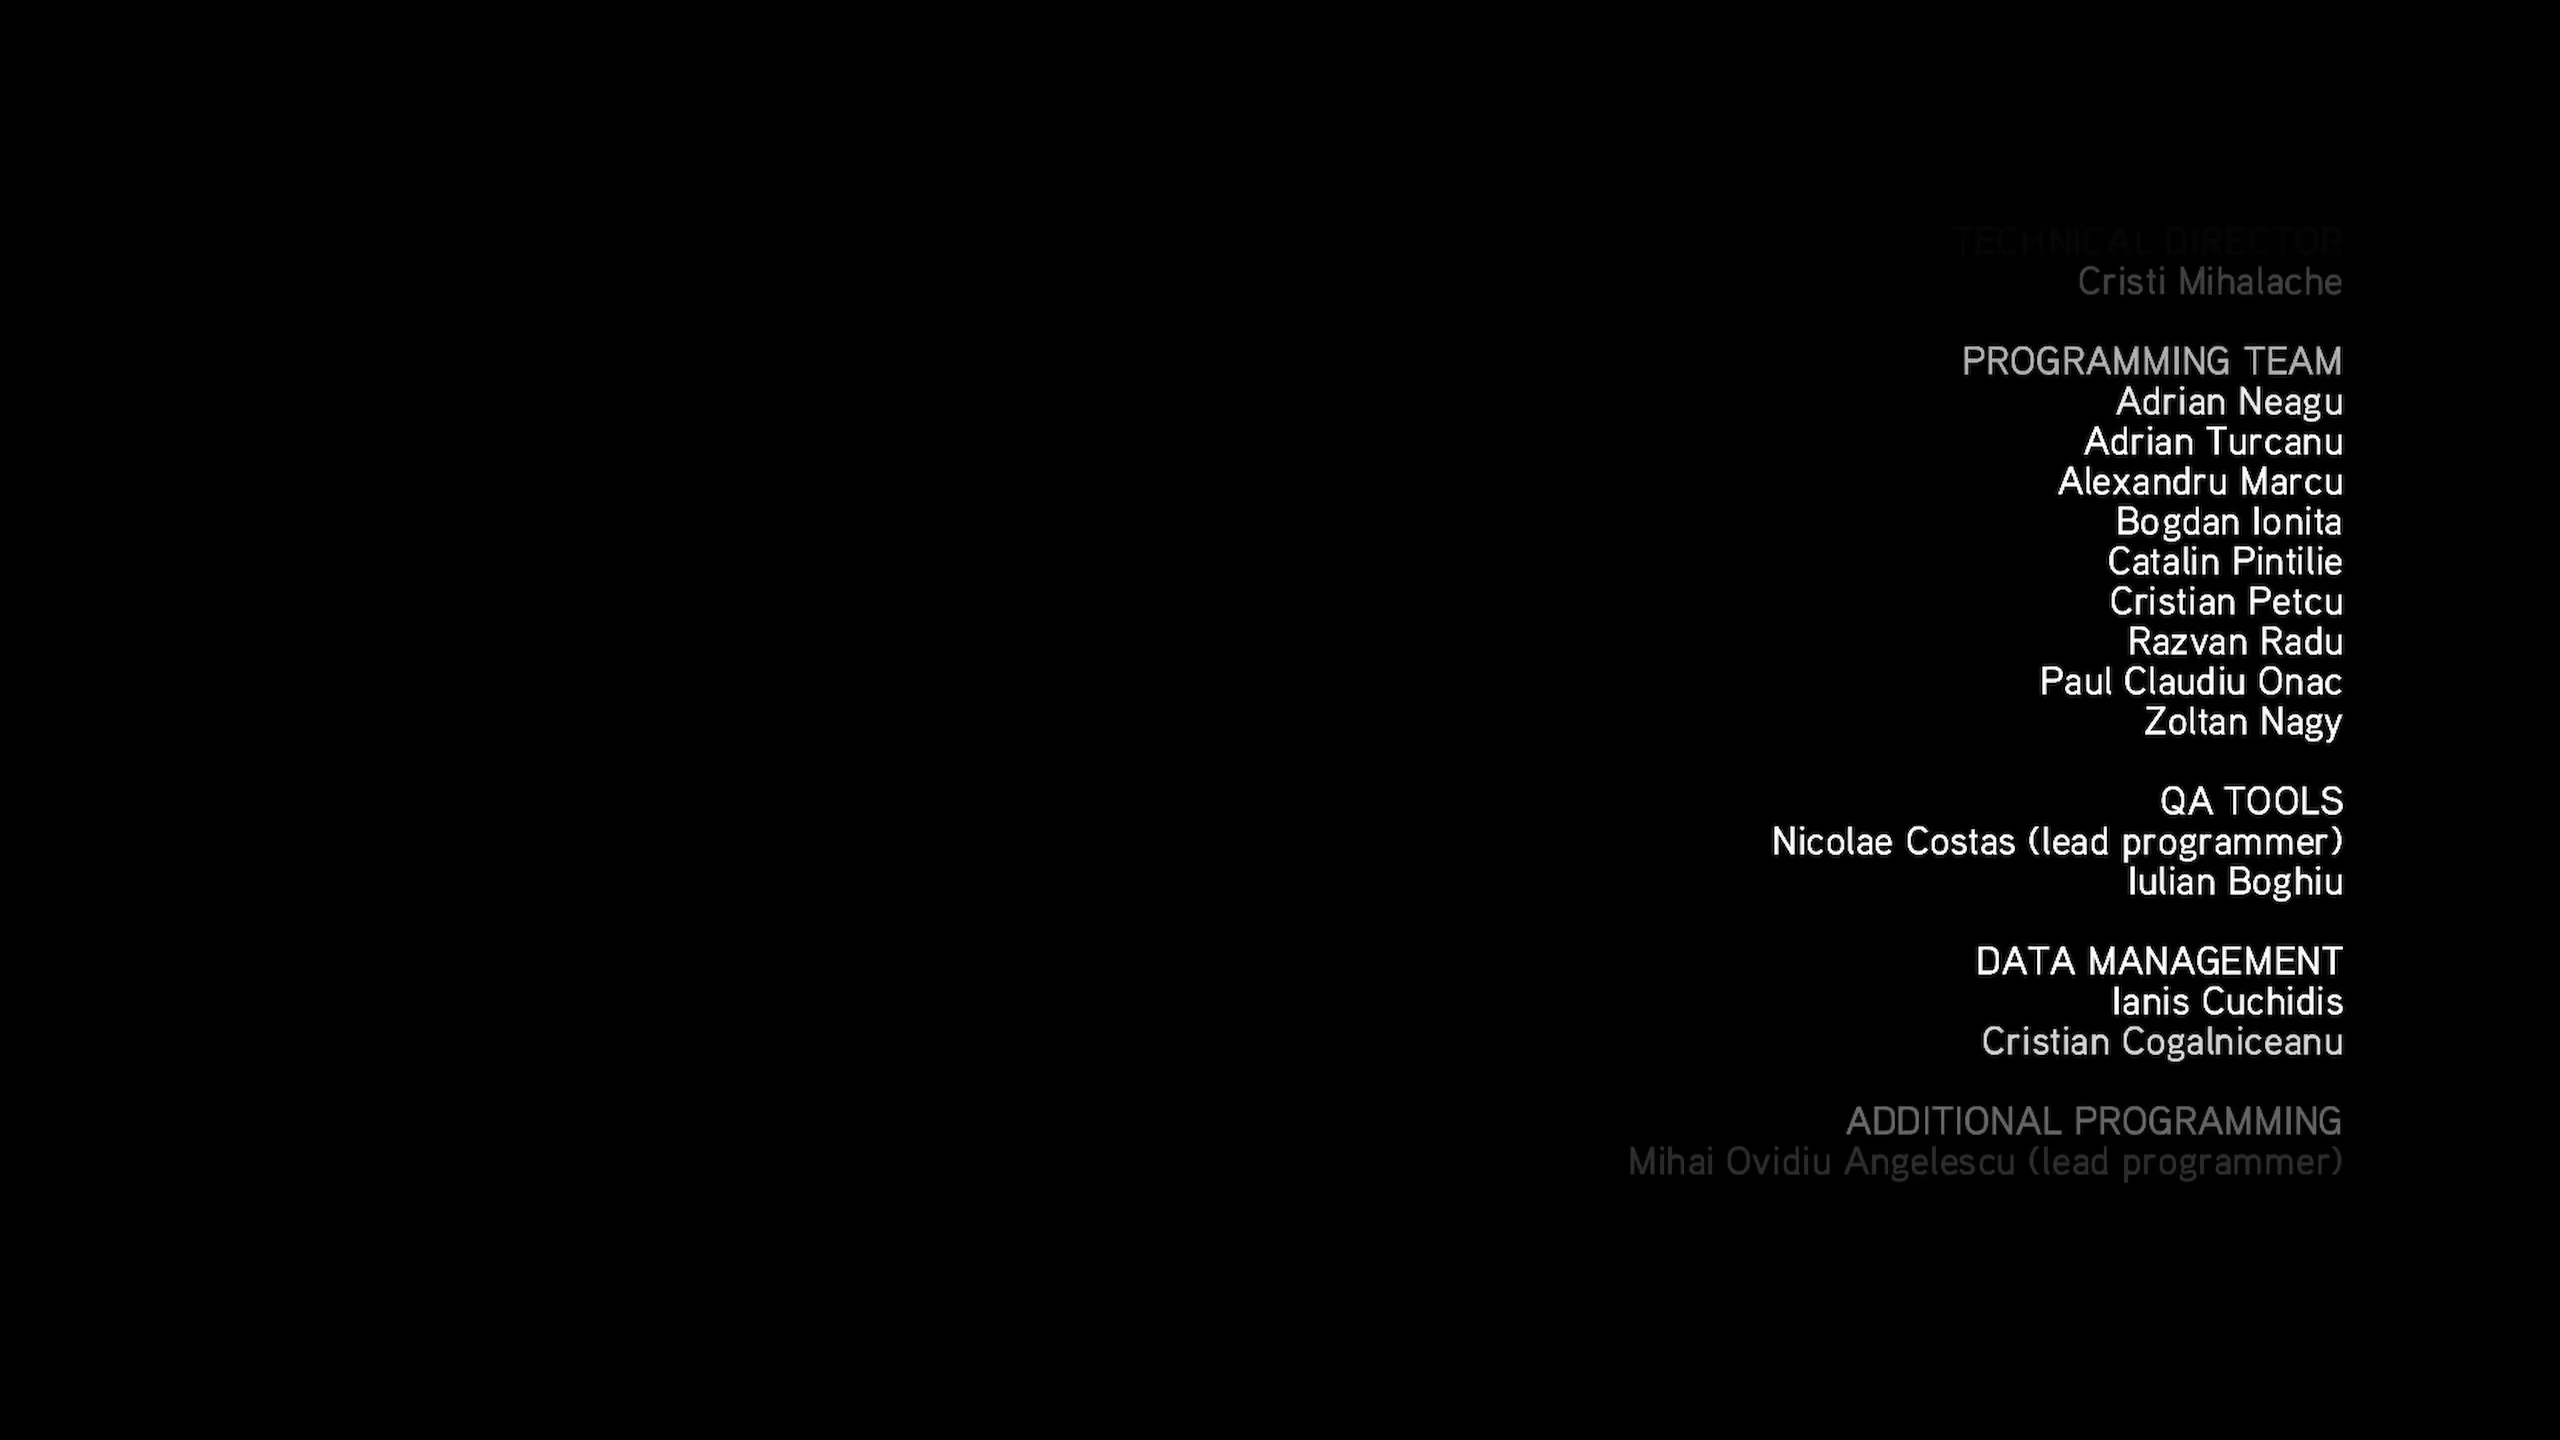 TECHNICAL DIRECTOR
Cristi Mihalache
PROGRAMMING TEAM
Adrian Neagu
Adrian Turcanu
Alexandru Marcu
Bogdan Ionita
Catalin Pintilie
Cristian Petcu
Razvan Radu
Paul Claudiu Onac
Zoltan Nagy
QA TOOLS
Nicolae Costas (lead programmer)
Iulian Boghiu
DATA MANAGEMENT
Ianis Cuchidis
Cristian Cogalniceanu
ADDITIONAL PROGRAMMING
Mihai Ovidiu Angelescu (lead programmer)